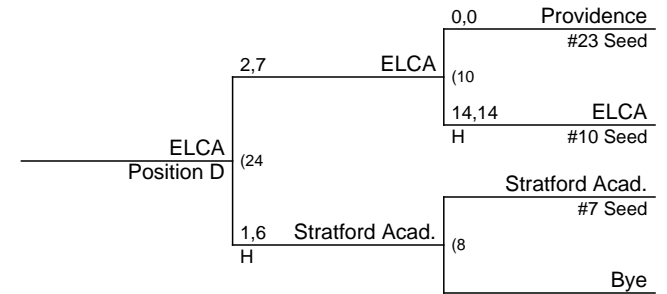 0,0 Providence
#23 Seed
2,7 ELCA (10
14,14 ELCA
H #10 Seed
ELCA
Position D (24
Stratford Acad.
#7 Seed
1,6 Stratford Acad. (8
H
Bye